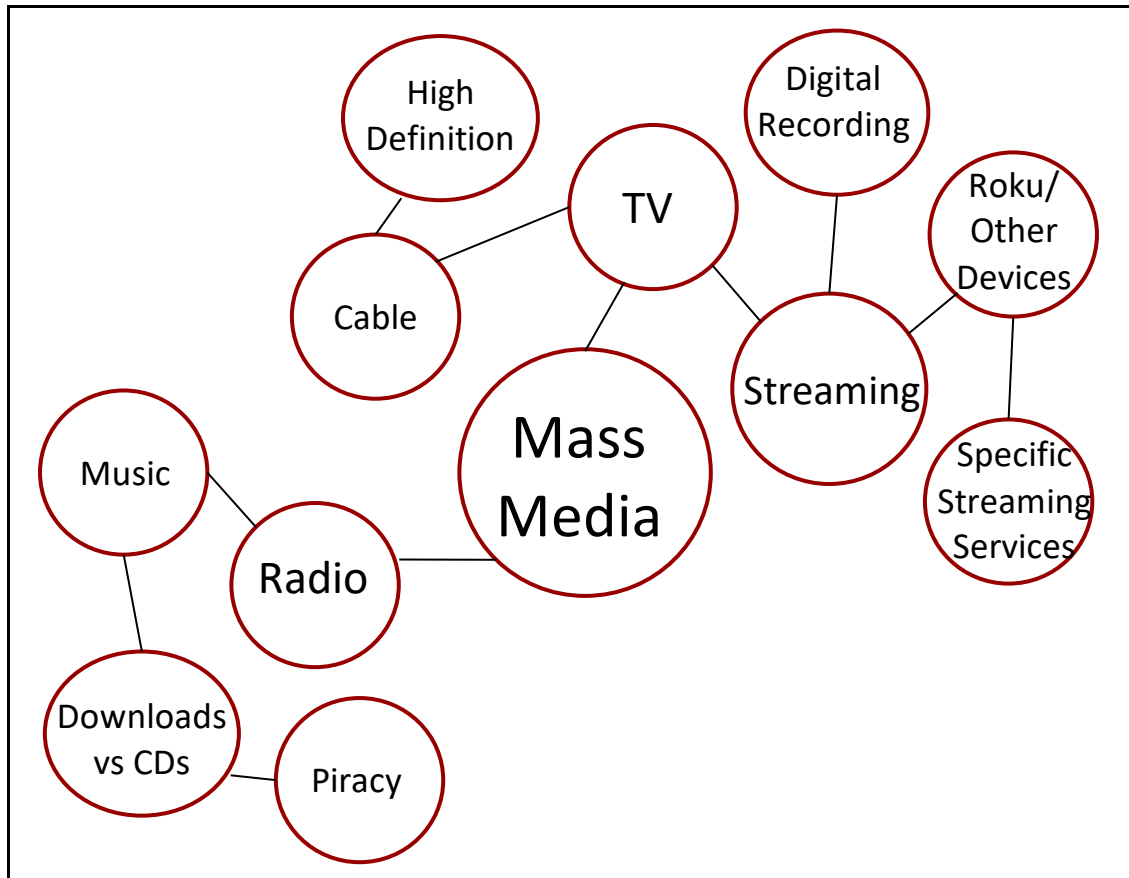 High
Definition
Digital
Recording
TV
Roku/
Other
Devices
Cable
Streaming
Mass
Media
Music
Specific
Streaming
Services
Radio
Downloads
vs CDs
Piracy